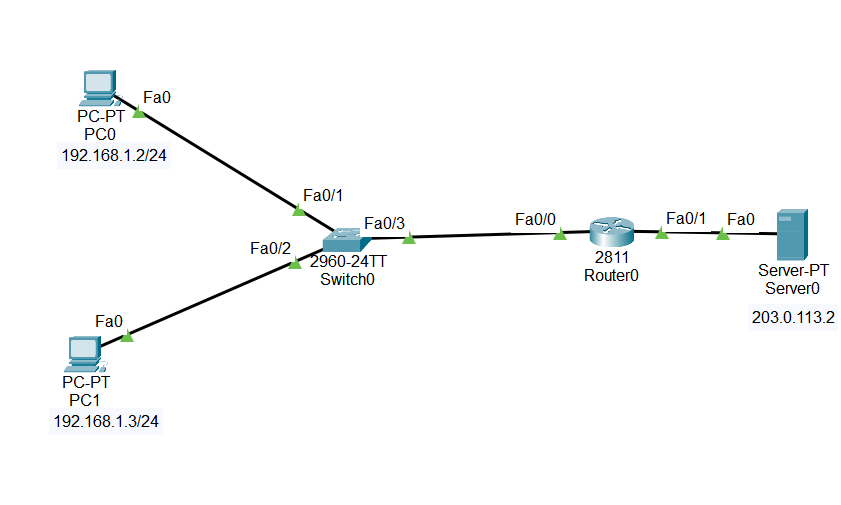 Fa0
PC-PT
PC0
192.168.1.2/24
Fa0/1
Fa0/3
Fa0/2
2960-24TT
Switch0
Fa0/0
2811
Router0
Fa0/1
Fa0
Server-PT
Server0
203.0.113.2
Fa0
PC-PT
PC1
192.168.1.3/24